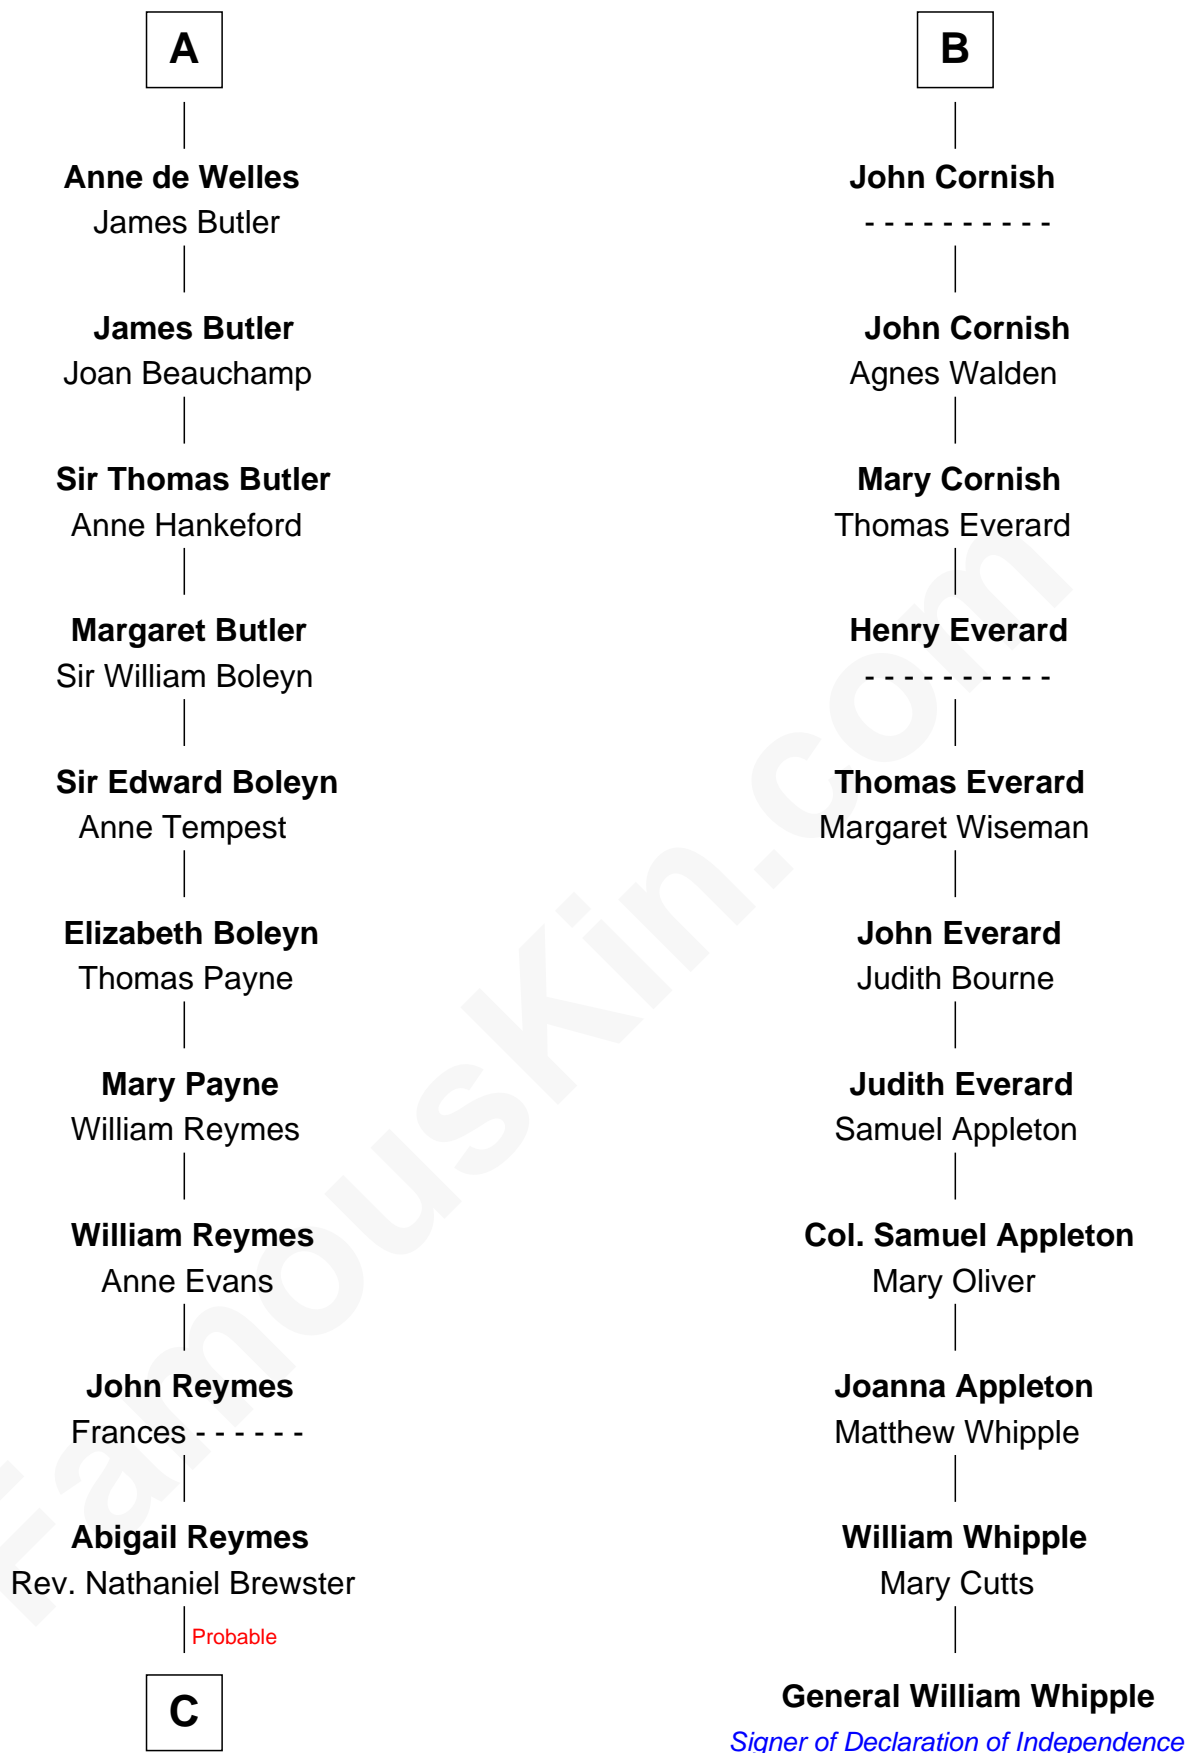 A
Anne de Welles
James Butler
James Butler
Joan Beauchamp
Sir Thomas Butler
Anne Hankeford
Margaret Butler
Sir William Boleyn
Sir Edward Boleyn
Anne Tempest
Elizabeth Boleyn
Thomas Payne
Mary Payne
William Reymes
William Reymes
Anne Evans
John Reymes
Frances - - - - - -
Abigail Reymes
Rev. Nathaniel Brewster
Probable
C
B
John Cornish
- - - - - - - - - -
John Cornish
Agnes Walden
Mary Cornish
Thomas Everard
Henry Everard
- - - - - - - - - -
Thomas Everard
Margaret Wiseman
John Everard
Judith Bourne
Judith Everard
Samuel Appleton
Col. Samuel Appleton
Mary Oliver
Joanna Appleton
Matthew Whipple
William Whipple
Mary Cutts
General William Whipple
Signer of Declaration of Independence
FamousKin.com